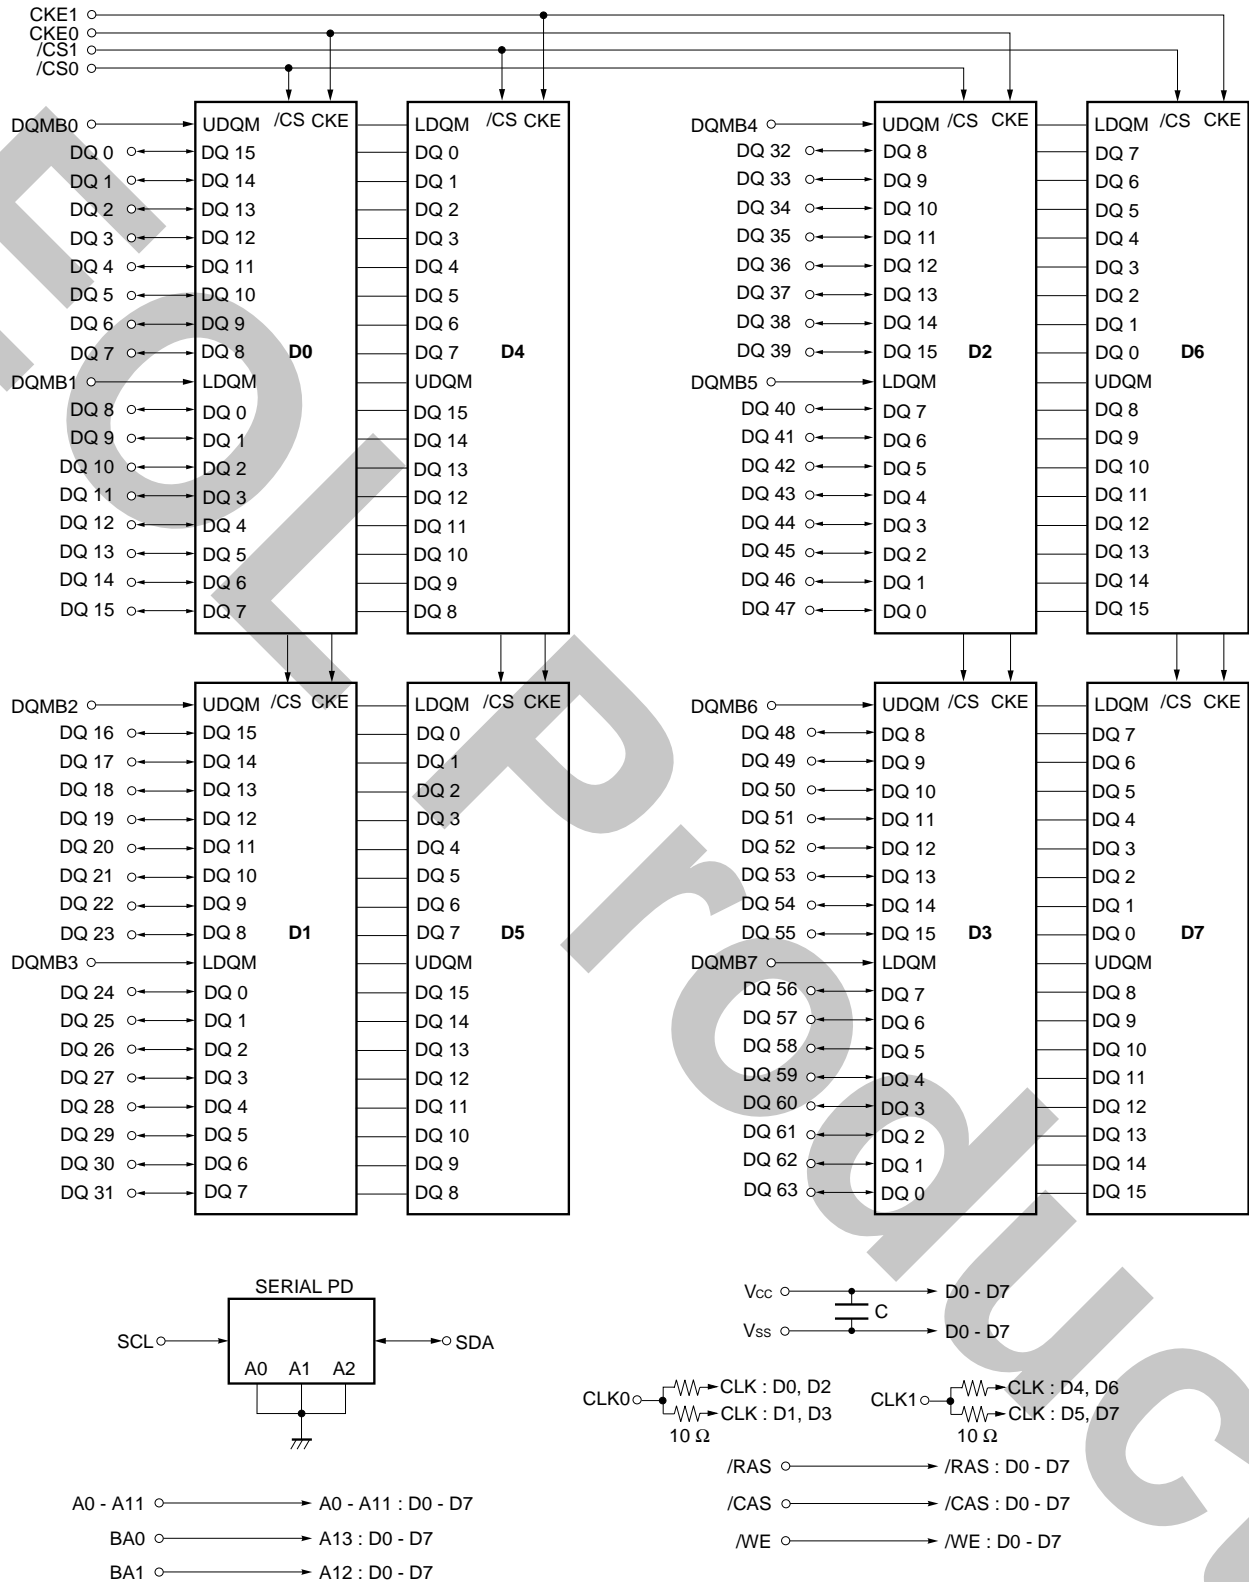 CKE1
CKE0
/CS1
/CS0
DQMB0 UDQM /CS CKE LDQM /CS CKE DQMB4 UDQM /CS CKE LDQM /CS CKE
DQ 0 DQ 15 DQ 0 DQ 32 DQ 8 DQ 7
DQ 1 DQ 14 DQ 1 DQ 33 DQ 9 DQ 6
DQ 2 DQ 13 DQ 2 DQ 34 DQ 10 DQ 5
DQ 3 DQ 12 DQ 3 DQ 35 DQ 11 DQ 4
DQ 4 DQ 11 DQ 4 DQ 36 DQ 12 DQ 3
DQ 5 DQ 10 DQ 5 DQ 37 DQ 13 DQ 2
DQ 6 DQ 9 DQ 6 DQ 38 DQ 14 DQ 1
DQ 7 DQ 8 D0 DQ 7 D4 DQ 39 DQ 15 D2 DQ 0 D6
DQMB1 LDQM UDQM DQMB5 LDQM UDQM
DQ 8 DQ 0 DQ 15 DQ 40 DQ 7 DQ 8
DQ 9 DQ 1 DQ 14 DQ 41 DQ 6 DQ 9
DQ 10 DQ 2 DQ 13 DQ 42 DQ 5 DQ 10
DQ 11 DQ 3 DQ 12 DQ 43 DQ 4 DQ 11
DQ 12 DQ 4 DQ 11 DQ 44 DQ 3 DQ 12
DQ 13 DQ 5 DQ 10 DQ 45 DQ 2 DQ 13
DQ 14 DQ 6 DQ 9 DQ 46 DQ 1 DQ 14
DQ 15 DQ 7 DQ 8 DQ 47 DQ 0 DQ 15
DQMB2 UDQM /CS CKE LDQM /CS CKE DQMB6 UDQM /CS CKE LDQM /CS CKE
DQ 16 DQ 15 DQ 0 DQ 48 DQ 8 DQ 7
DQ 17 DQ 14 DQ 1 DQ 49 DQ 9 DQ 6
DQ 18 DQ 13 DQ 2 DQ 50 DQ 10 DQ 5
DQ 19 DQ 12 DQ 3 DQ 51 DQ 11 DQ 4
DQ 20 DQ 11 DQ 4 DQ 52 DQ 12 DQ 3
DQ 21 DQ 10 DQ 5 DQ 53 DQ 13 DQ 2
DQ 22 DQ 9 DQ 6 DQ 54 DQ 14 DQ 1
DQ 23 DQ 8 D1 DQ 7 D5 DQ 55 DQ 15 D3 DQ 0 D7
DQMB3 LDQM UDQM DQMB7 LDQM UDQM
DQ 24 DQ 0 DQ 15 DQ 56 DQ 7 DQ 8
DQ 25 DQ 1 DQ 14 DQ 57 DQ 6 DQ 9
DQ 26 DQ 2 DQ 13 DQ 58 DQ 5 DQ 10
DQ 27 DQ 3 DQ 12 DQ 59 DQ 4 DQ 11
DQ 28 DQ 4 DQ 11 DQ 60 DQ 3 DQ 12
DQ 29 DQ 5 DQ 10 DQ 61 DQ 2 DQ 13
DQ 30 DQ 6 DQ 9 DQ 62 DQ 1 DQ 14
DQ 31 DQ 7 DQ 8 DQ 63 DQ 0 DQ 15
SERIAL PD
SCL SDA
A0 A1 A2
Vcc D0 - D7
C
Vss D0 - D7
CLK0 CLK : D0, D2
CLK : D1, D3
10 Ω
CLK1 CLK : D4, D6
CLK : D5, D7
10 Ω
/RAS /RAS : D0 - D7
/CAS /CAS : D0 - D7
/WE /WE : D0 - D7
A0 - A11 A0 - A11 : D0 - D7
BA0 A13 : D0 - D7
BA1 A12 : D0 - D7
EOL Produc